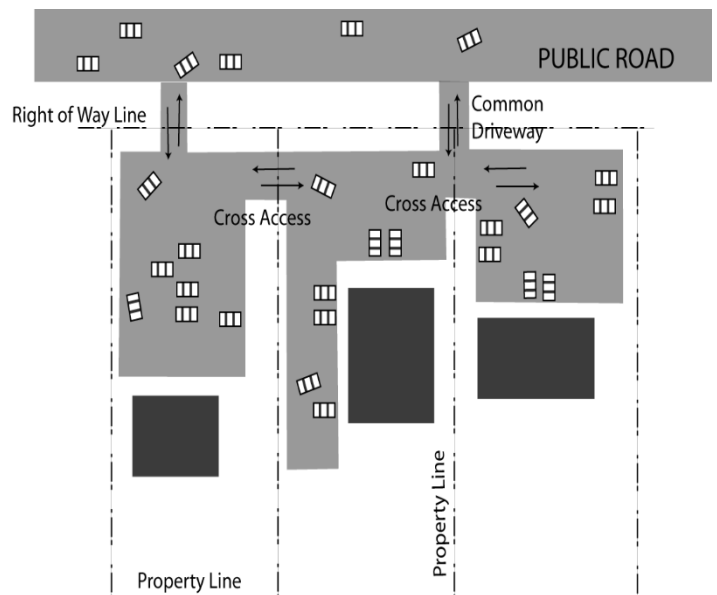 PUBLIC ROAD
Right of Way Line
Common
Driveway
Cross Access
Cross Access
Property Line
Property Line